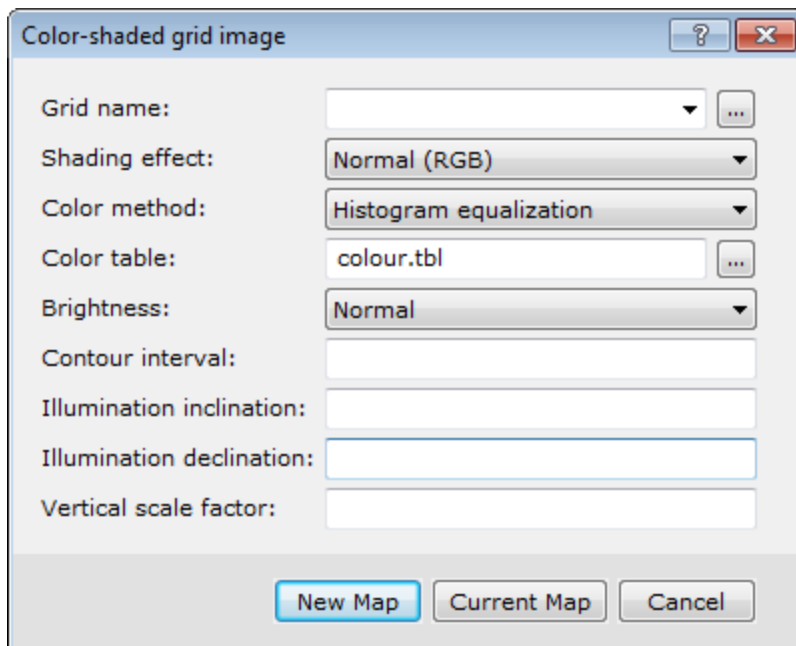 Color-shaded grid image
?
Grid name:
...
Shading effect: Normal (RGB)
Color method: Histogram equalization
Color table: colour.tbl ...
Brightness: Normal
Contour interval:
Illumination inclination:
Illumination declination:
Vertical scale factor:
New Map Current Map Cancel